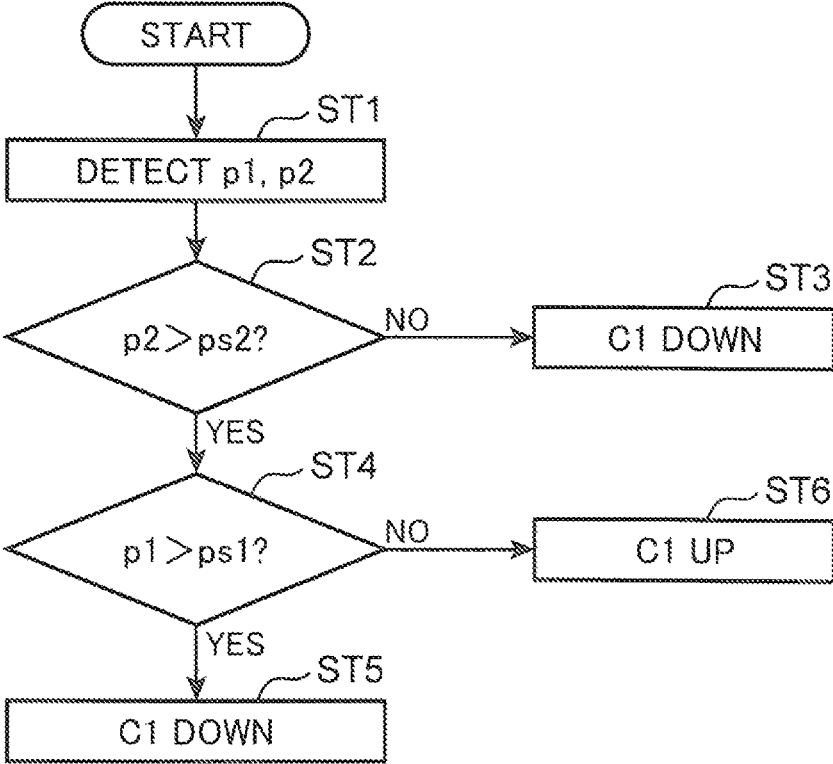 START
ST1
DETECT p1, p2
ST2
p2>ps2?
NO
ST3
C1 DOWN
YES
ST4
p1>ps1?
NO
ST6
C1 UP
YES
ST5
C1 DOWN